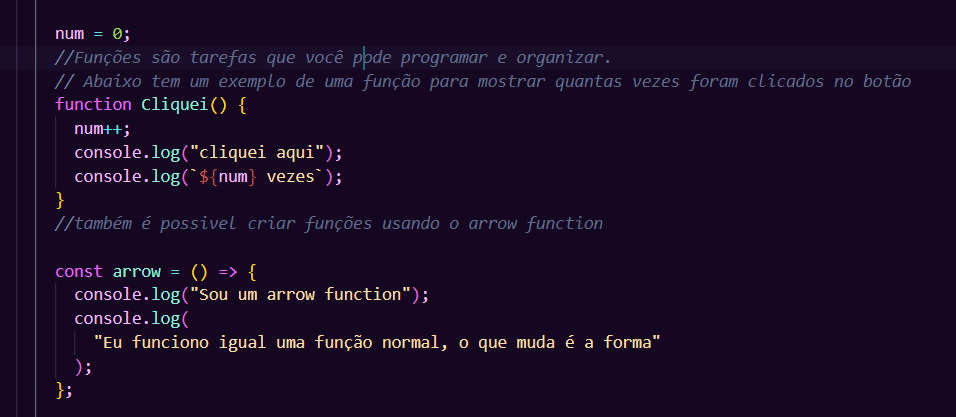 num = 0;
//Funções são tarefas que você pode programar e organizar.
// Abaixo tem um exemplo de uma função para mostrar quantas vezes foram clicados no botão
function Cliquei() {
  num++;
  console.log("cliquei aqui");
  console.log(`${num} vezes`);
}
//também é possivel criar funções usando o arrow function

const arrow = () => {
  console.log("Sou um arrow function");
  console.log(
    "Eu funciono igual uma função normal, o que muda é a forma"
  );
};